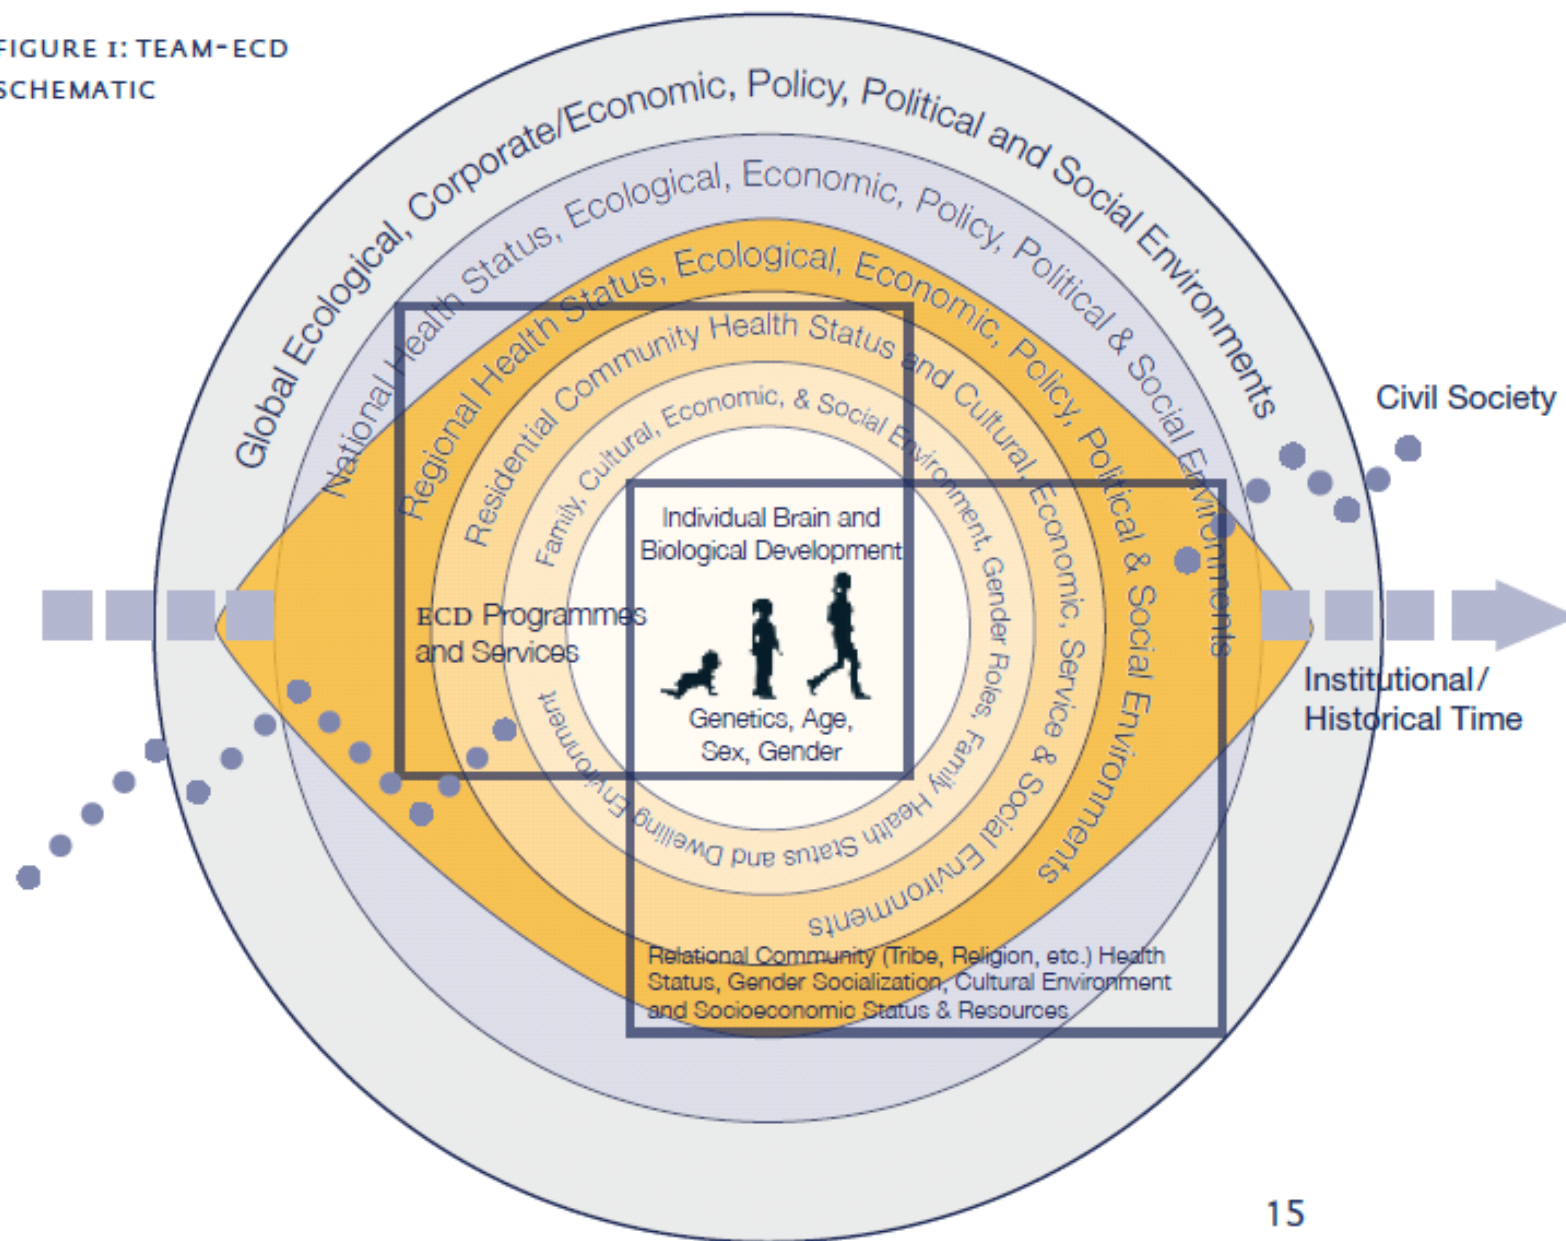 FIGURE I: TEAM-ECD
SCHEMATIC
Global Ecological, Corporate/Economic, Policy, Political and Social Environments
National Health Status, Ecological, Economic, Policy, Political & Social Environments
Regional Health Status, Ecological, Economic, Policy, Political & Social Environments
Residential Community Health Status and Cultural, Economic, Service & Social Environments
Family, Cultural, Economic, & Social Environment, Gender Roles, Family Health Status and Dwelling Environment
Individual Brain and
Biological Development
Genetics, Age,
Sex, Gender
ECD Programmes
and Services
Relational Community (Tribe, Religion, etc.) Health
Status, Gender Socialization, Cultural Environment
and Socioeconomic Status & Resources
Civil Society
Institutional/
Historical Time
15